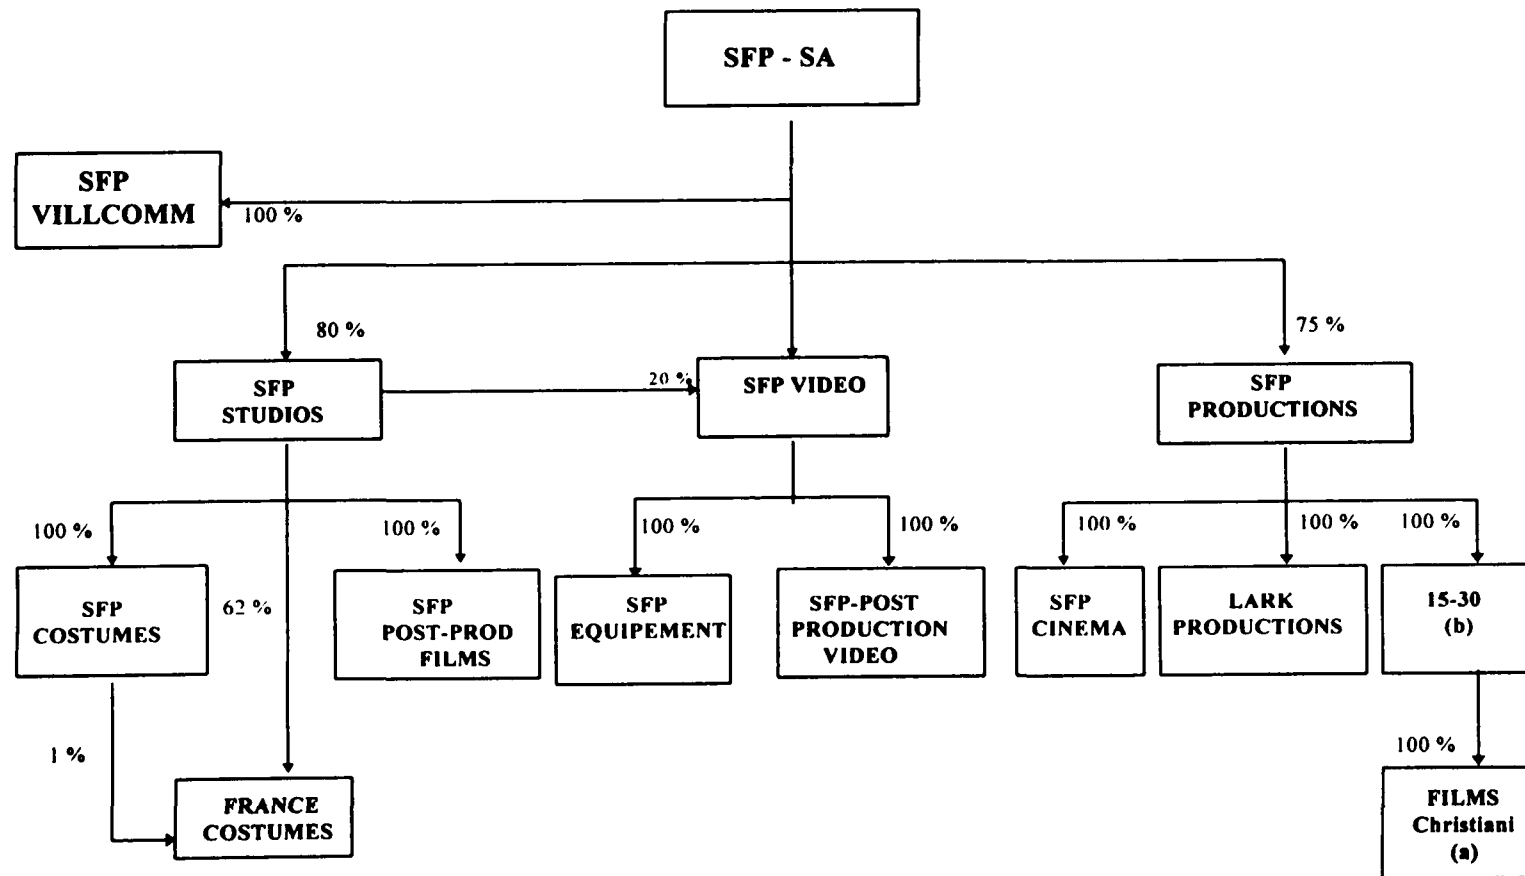 SFP - SA
SFP
VILLCOMM
100 %
80 %
75 %
SFP
STUDIOS
20 %
SFP VIDEO
SFP
PRODUCTIONS
100 %
100 %
100 %
100 %
100 %
100 %
100 %
SFP
COSTUMES
62 %
SFP
POST-PROD
FILMS
SFP
EQUIPEMENT
SFP-POST
PRODUCTION
VIDEO
SFP
CINEMA
LARK
PRODUCTIONS
15-30
(b)
1 %
100 %
FRANCE
COSTUMES
FILMS
Christiani
(a)